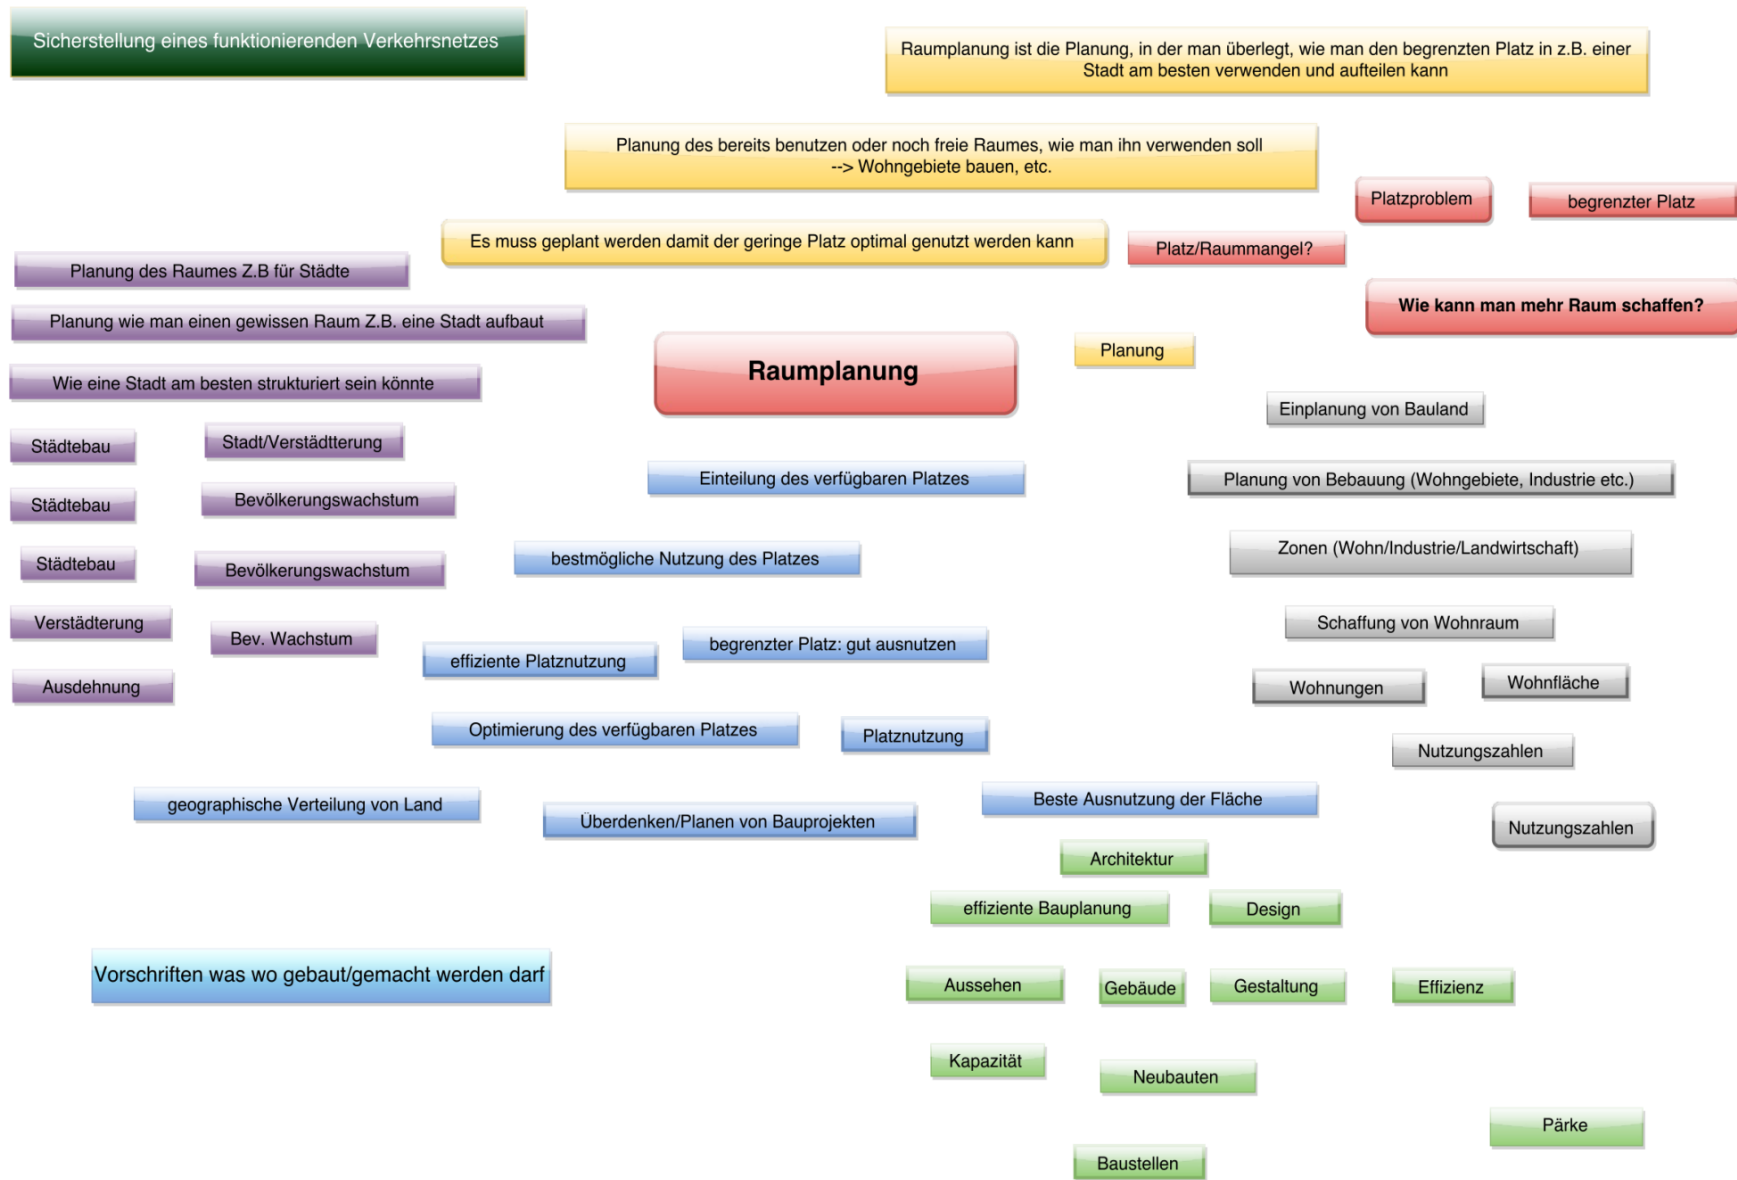 Sicherstellung eines funktionierenden Verkehrsnetzes
Raumplanung ist die Planung, in der man überlegt, wie man den begrenzten Platz in z.B. einer
Stadt am besten verwenden und aufteilen kann
Planung des bereits benutzen oder noch freie Raumes, wie man ihn verwenden soll
--> Wohngebiete bauen, etc.
Platzproblem
begrenzter Platz
Es muss geplant werden damit der geringe Platz optimal genutzt werden kann
Platz/Raummangel?
Planung des Raumes Z.B für Städte
Wie kann man mehr Raum schaffen?
Planung wie man einen gewissen Raum Z.B. eine Stadt aufbaut
Raumplanung
Planung
Wie eine Stadt am besten strukturiert sein könnte
Einplanung von Bauland
Städtebau
Stadt/Verstädtterung
Einteilung des verfügbaren Platzes
Planung von Bebauung (Wohngebiete, Industrie etc.)
Städtebau
Bevölkerungswachstum
bestmögliche Nutzung des Platzes
Zonen (Wohn/Industrie/Landwirtschaft)
Städtebau
Bevölkerungswachstum
Verstädterung
Bev. Wachstum
effiziente Platznutzung
begrenzter Platz: gut ausnutzen
Schaffung von Wohnraum
Ausdehnung
Wohnungen
Wohnfläche
Optimierung des verfügbaren Platzes
Platznutzung
Nutzungszahlen
geographische Verteilung von Land
Überdenken/Planen von Bauprojekten
Beste Ausnutzung der Fläche
Nutzungszahlen
Architektur
effiziente Bauplanung
Design
Vorschriften was wo gebaut/gemacht werden darf
Aussehen
Gebäude
Gestaltung
Effizienz
Kapazität
Neubauten
Pärke
Baustellen